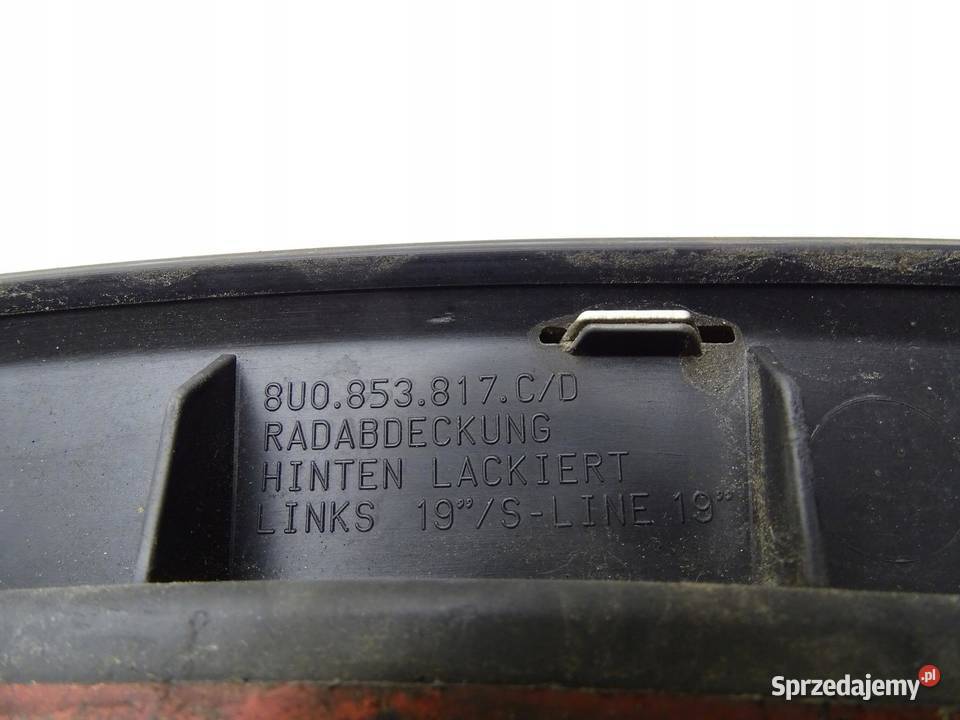 8U0.853.817.C/D
RADABDECKUNG
HINTEN LACKIERT
LINKS 19”/S-LINE 19”
Sprzedajemy.pl